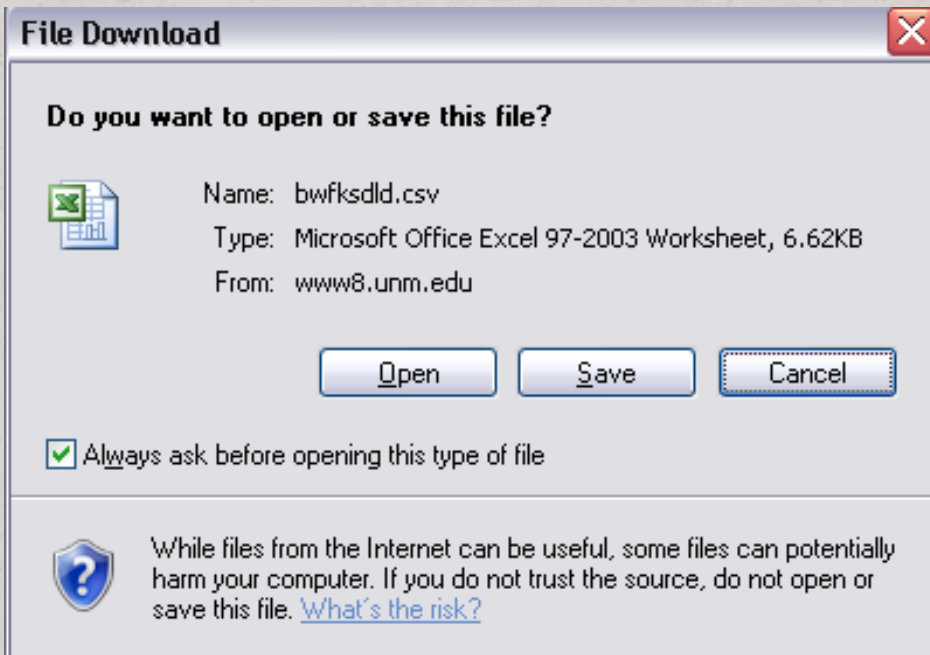 File Download
Do you want to open or save this file?
Name: bwfksdld.csv
Type: Microsoft Office Excel 97-2003 Worksheet, 6.62KB
From: www8.unm.edu
Open Save Cancel
Always ask before opening this type of file
While files from the Internet can be useful, some files can potentially
harm your computer. If you do not trust the source, do not open or
save this file. What's the risk?